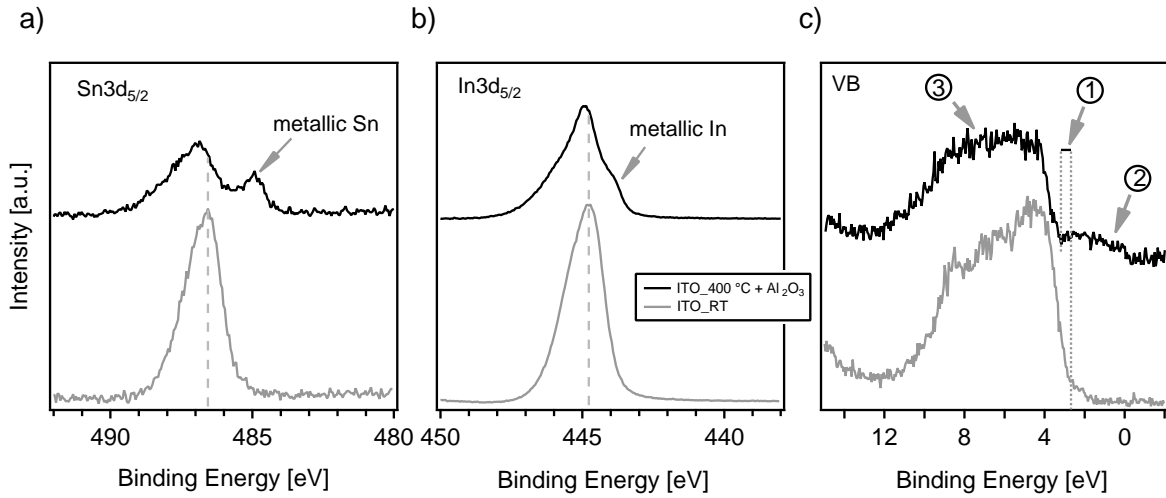 a)
b)
c)
Sn3d5/2
metallic Sn
In3d5/2
metallic In
VB
③
①
②
ITO_400 °C + Al2O3
ITO_RT
Intensity [a.u.]
490
485
480
450
445
440
12
8
4
0
Binding Energy [eV]
Binding Energy [eV]
Binding Energy [eV]